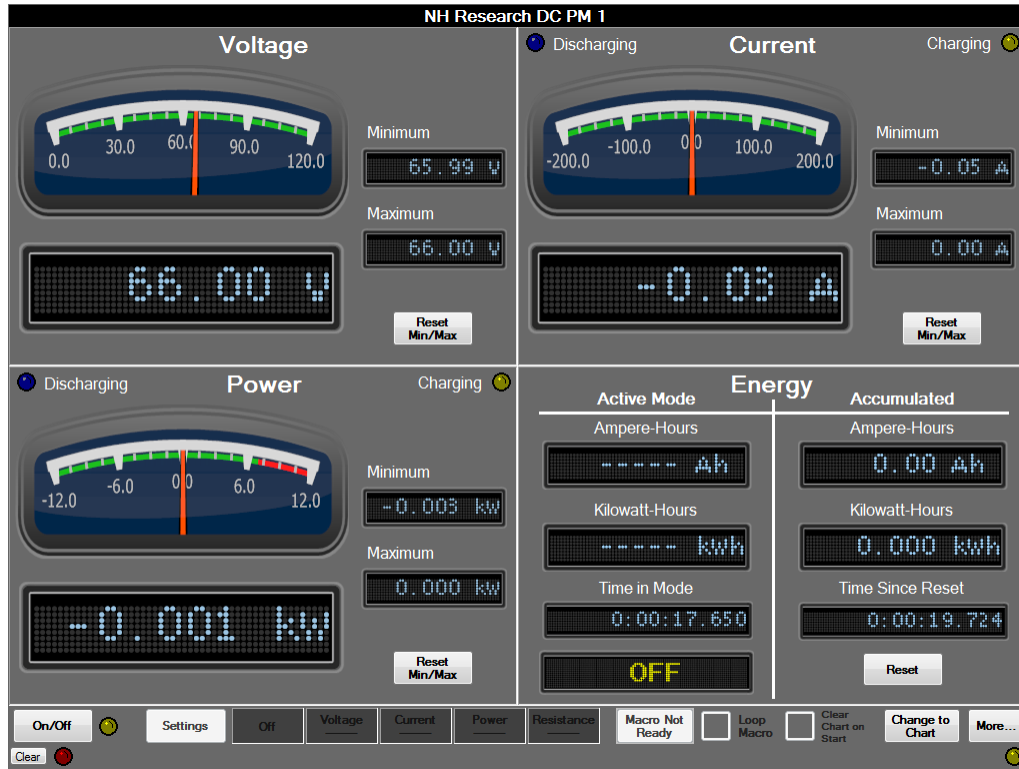 NH Research DC PM 1
Voltage
0.0 30.0 60.0 90.0 120.0
Minimum
65.99 V
Maximum
66.00 V
66.00 V
Reset
Min/Max
Discharging
Current
Charging
-200.0 -100.0 0.0 100.0 200.0
Minimum
-0.05 A
Maximum
0.00 A
-0.03 A
Reset
Min/Max
Discharging
Power
Charging
-12.0 -6.0 0.0 6.0 12.0
Minimum
-0.003 kW
Maximum
0.000 kW
-0.001 kW
Reset
Min/Max
Energy
Active Mode
Accumulated
Ampere-Hours
----- Ah
Ampere-Hours
0.00 Ah
Kilowatt-Hours
----- kWh
Kilowatt-Hours
0.000 kWh
Time in Mode
0:00:17.650
Time Since Reset
0:00:19.724
OFF
Reset
On/Off
Settings
Off
Voltage
Current
Power
Resistance
Macro Not
Ready
Loop
Macro
Clear
Chart on
Start
Change to
Chart
More...
Clear